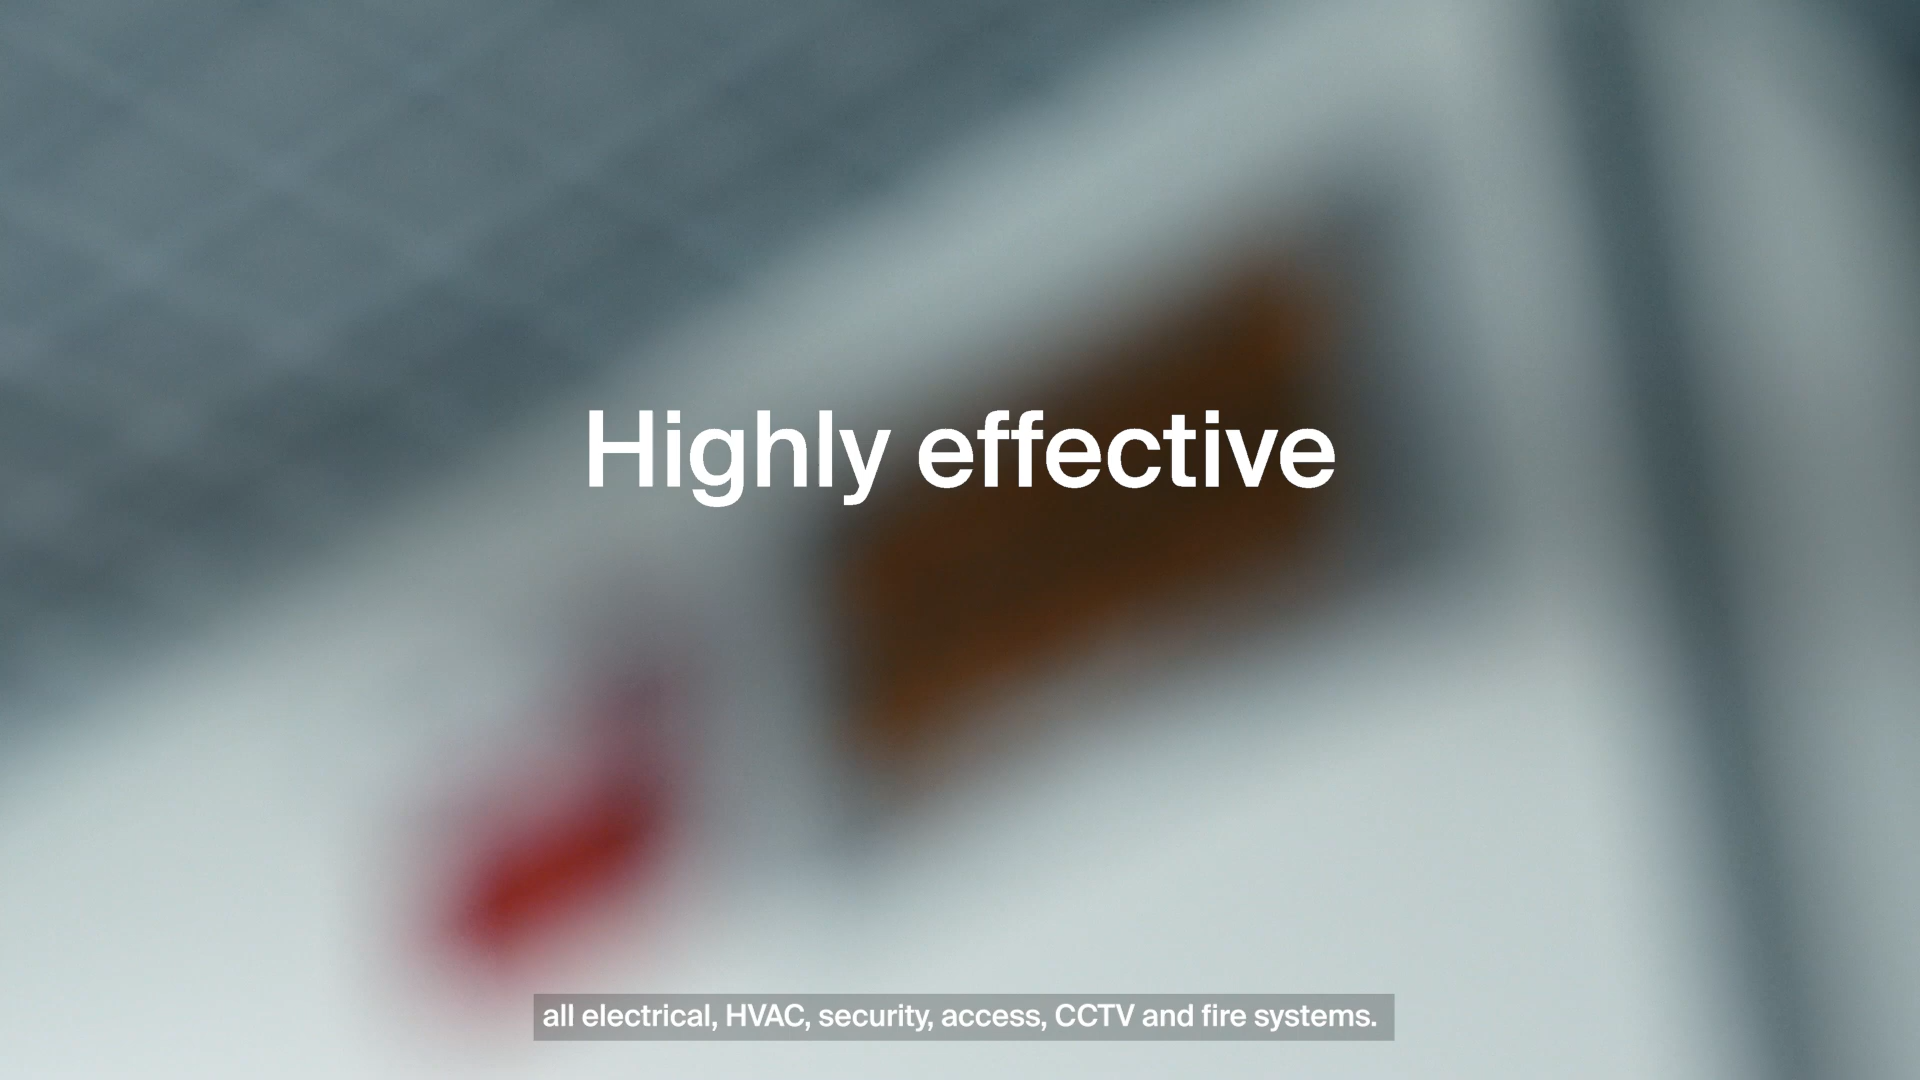 Highly effective
all electrical, HVAC, security, access, CCTV and fire systems.